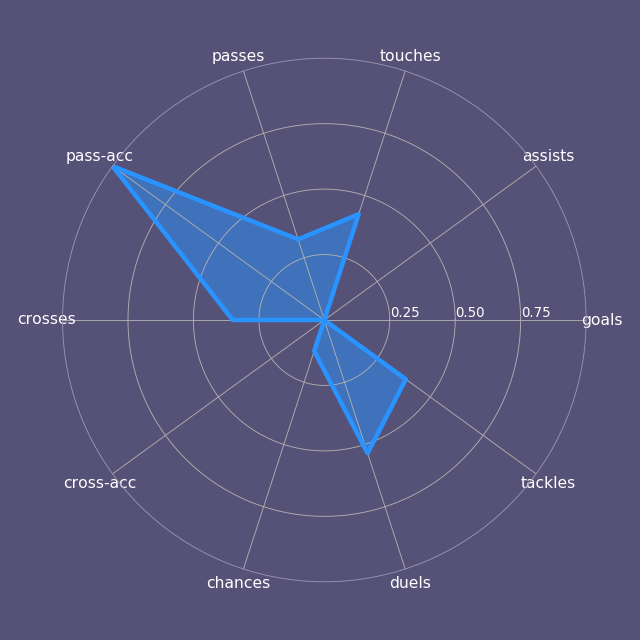 passes
touches
pass-acc
assists
crosses
0.25
0.50
0.75
goals
cross-acc
tackles
chances
duels